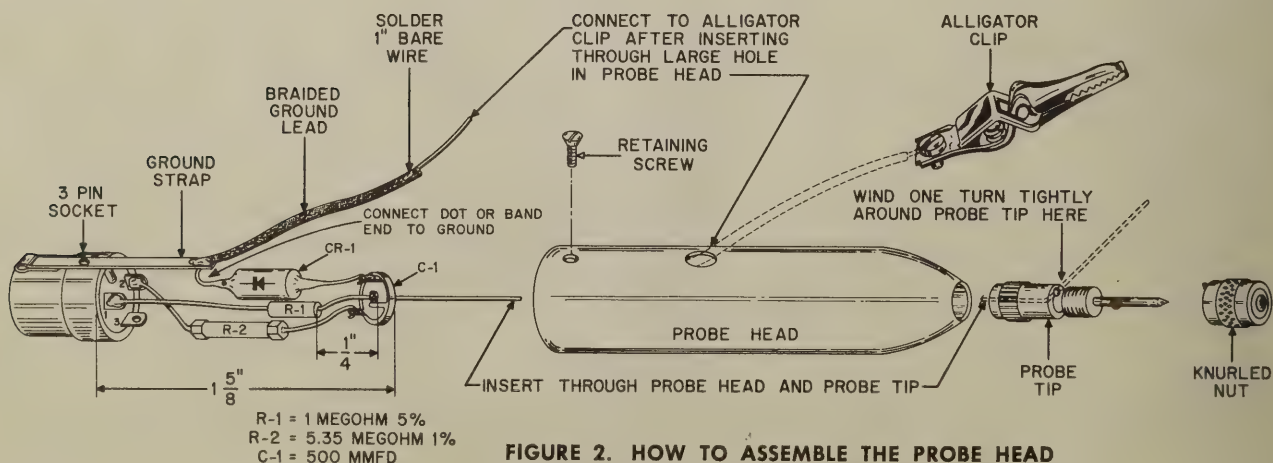 SOLDER
1" BARE
WIRE
CONNECT TO ALLIGATOR
CLIP AFTER INSERTING
THROUGH LARGE HOLE
IN PROBE HEAD
ALLIGATOR
CLIP
BRAIDED
GROUND
LEAD
RETAINING
SCREW
GROUND
STRAP
3 PIN
SOCKET
CONNECT DOT OR BAND
END TO GROUND
WIND ONE TURN TIGHTLY
AROUND PROBE TIP HERE
CR-1
C-1
2
1
3
R-1
R-2
PROBE HEAD
1/4"
1 5/8"
INSERT THROUGH PROBE HEAD AND PROBE TIP
PROBE
TIP
KNURLED
NUT
R-1 = 1 MEGOHM 5%
R-2 = 5.35 MEGOHM 1%
C-1 = 500 MMFD
FIGURE 2. HOW TO ASSEMBLE THE PROBE HEAD